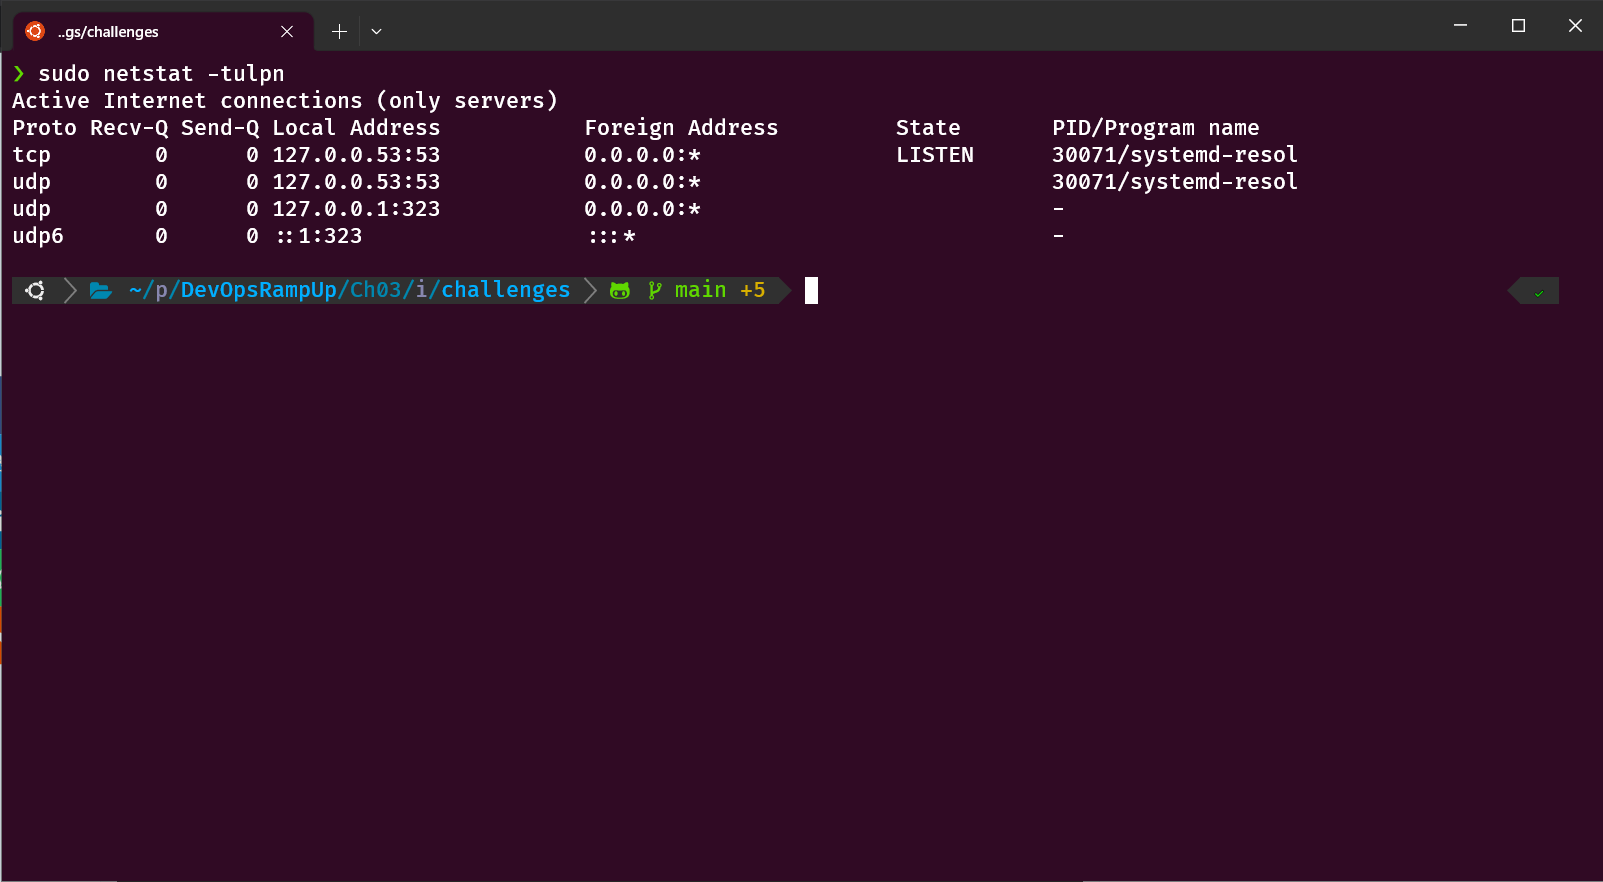 ..gs/challenges
❯ sudo netstat -tulpn
Active Internet connections (only servers)
Proto Recv-Q Send-Q Local Address           Foreign Address         State       PID/Program name
tcp        0      0 127.0.0.53:53           0.0.0.0:*               LISTEN      30071/systemd-resol
udp        0      0 127.0.0.53:53           0.0.0.0:*                           30071/systemd-resol
udp        0      0 127.0.0.1:323           0.0.0.0:*                           -
udp6       0      0 ::1:323                 :::*                                -
~/p/DevOpsRampUp/Ch03/i/challenges main +5 ✓